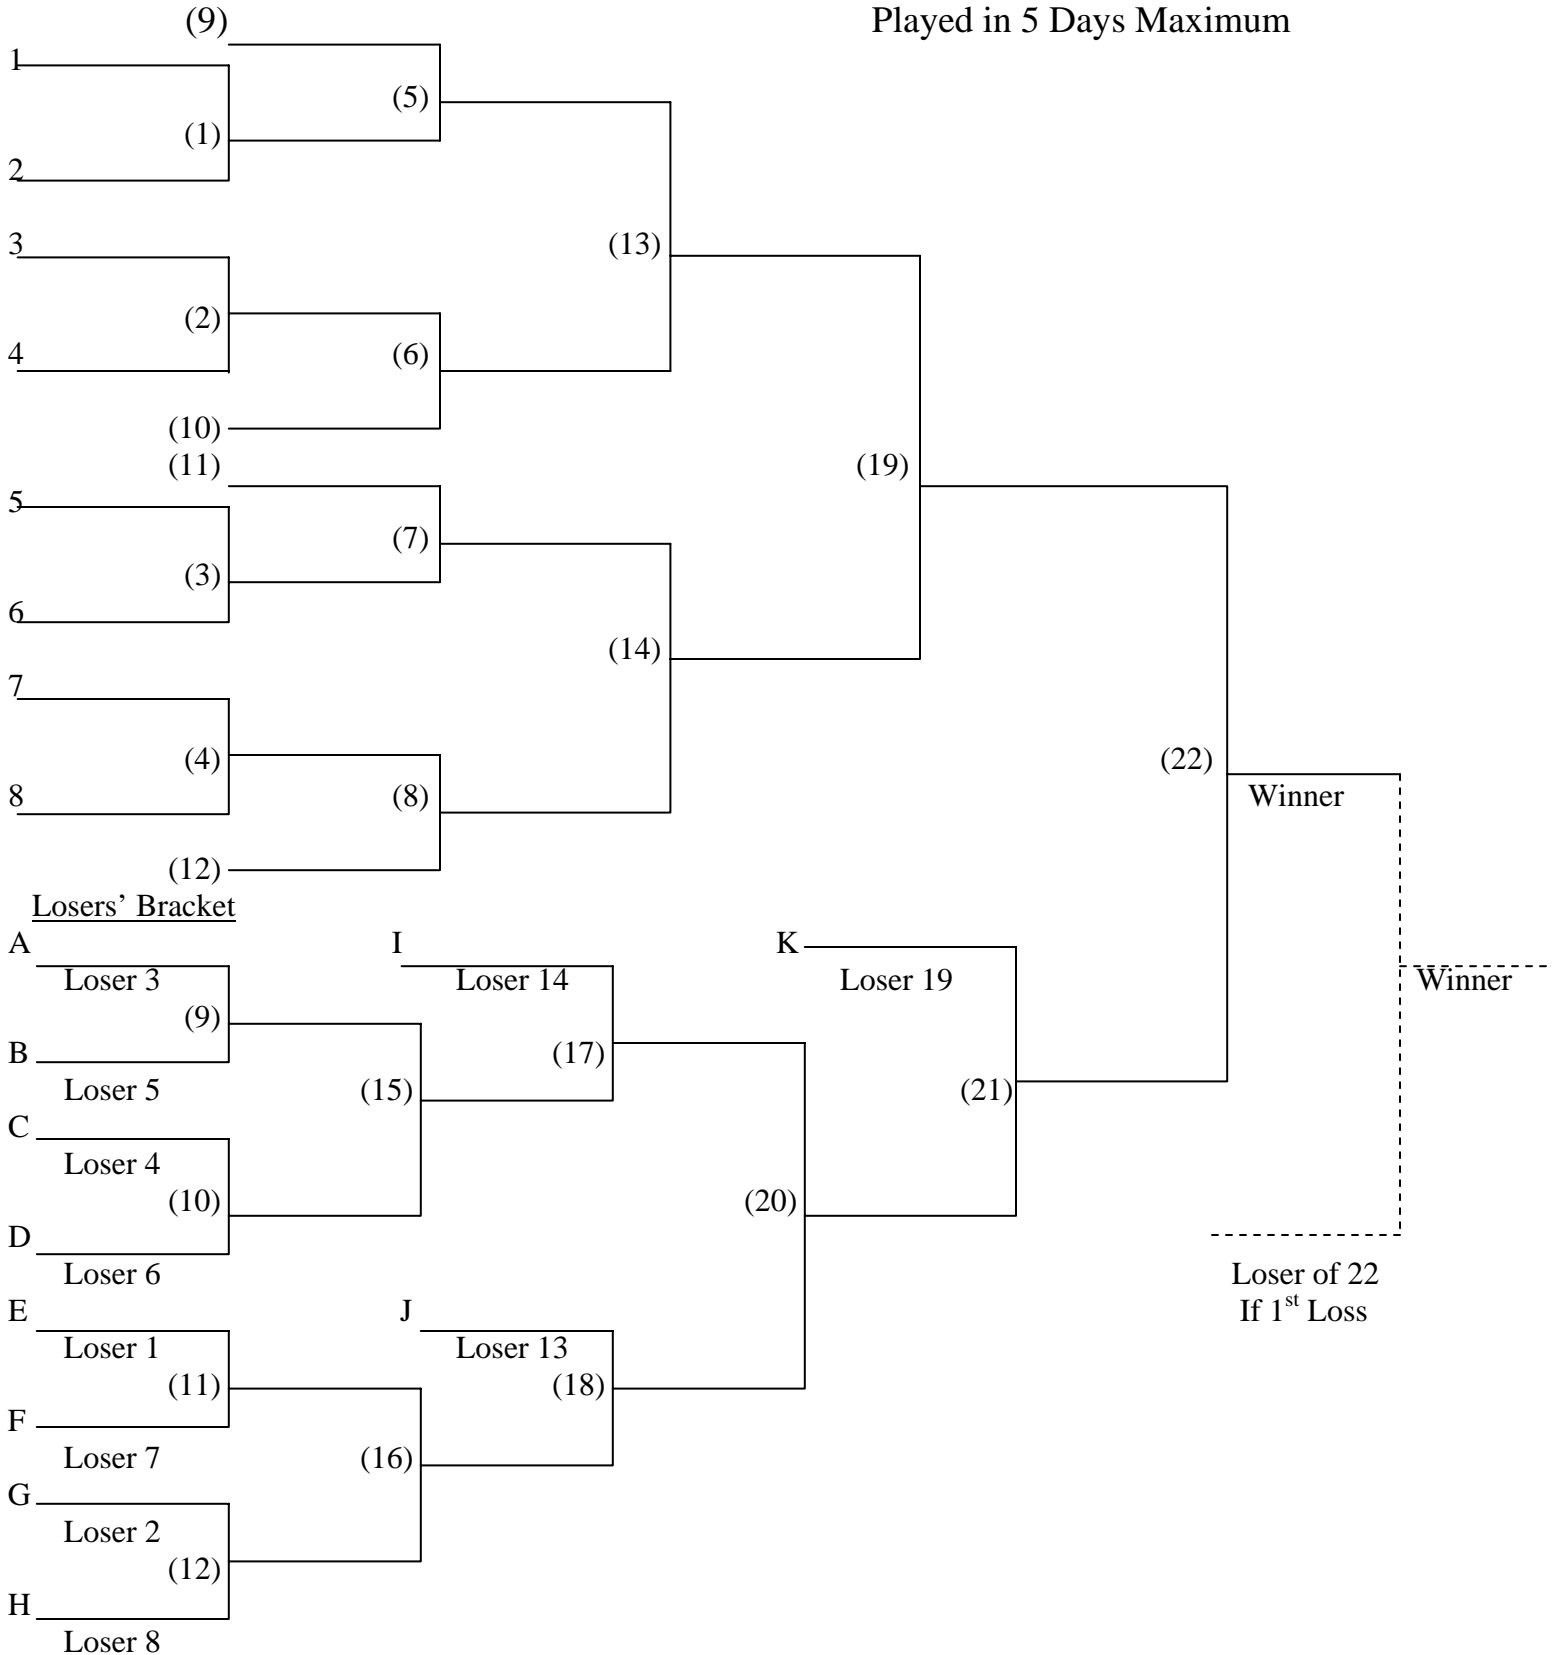 (9)
Played in 5 Days Maximum
1
(5)
(1)
2
3
(13)
(2)
4
(6)
(10)
(11)
(19)
5
(7)
(3)
6
(14)
7
(4)
(22)
8
(8)
Winner
(12)
Losers’ Bracket
A
I
K
Loser 3
Loser 14
Loser 19
Winner
(9)
B
(17)
Loser 5
(15)
(21)
C
Loser 4
(10)
(20)
D
Loser 6
Loser of 22
If 1st Loss
E
J
Loser 1
Loser 13
(11)
(18)
F
Loser 7
(16)
G
Loser 2
(12)
H
Loser 8